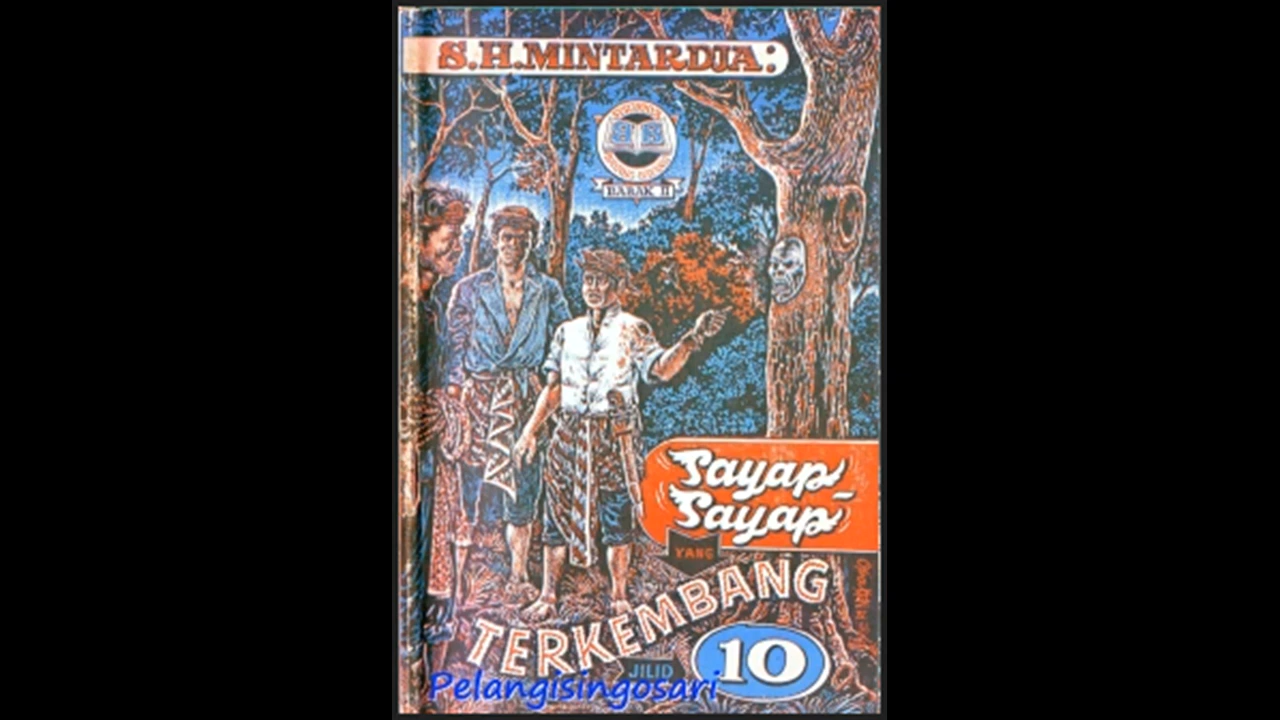 S.H.MINTARDJA:
BABAK II
Sayap-
Sayap
YANG
TERKEMBANG
JILID
10
Pelangisingosari